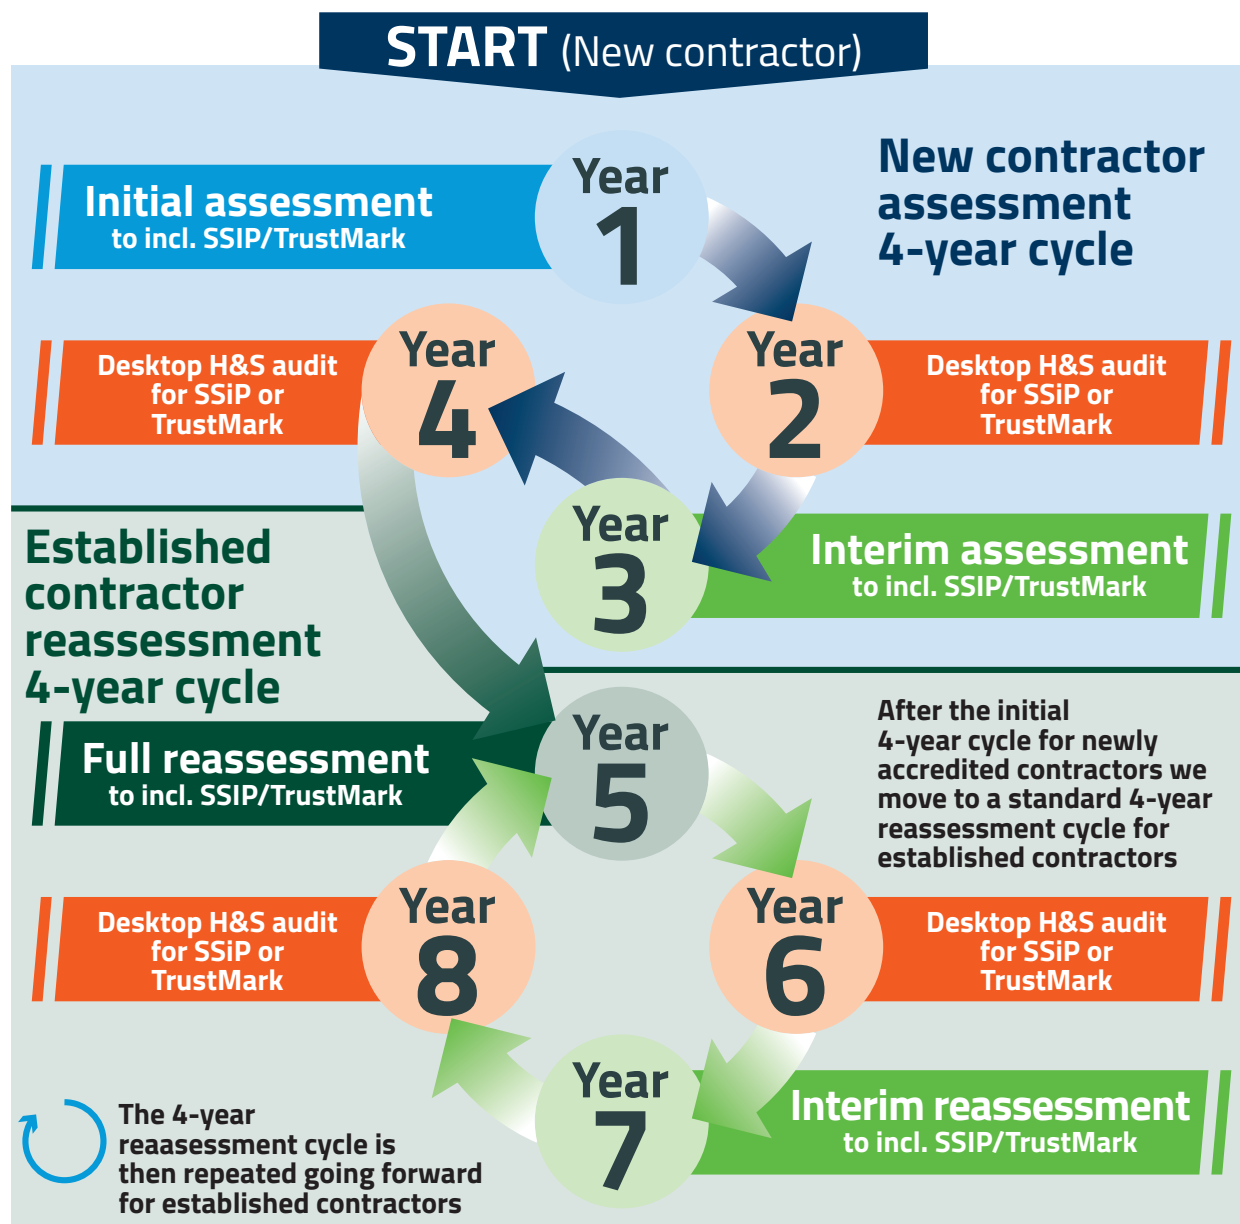 START (New contractor)
New contractor
assessment
4-year cycle
Year
1
Initial assessment
to incl. SSIP/TrustMark
Year
2
Desktop H&S audit
for SSiP or
TrustMark
Year
3
Interim assessment
to incl. SSIP/TrustMark
Year
4
Desktop H&S audit
for SSiP or
TrustMark
Established
contractor
reassessment
4-year cycle
Year
5
Full reassessment
to incl. SSIP/TrustMark
After the initial
4-year cycle for newly
accredited contractors we
move to a standard 4-year
reassessment cycle for
established contractors
Year
6
Desktop H&S audit
for SSiP or
TrustMark
Year
7
Interim reassessment
to incl. SSIP/TrustMark
Year
8
Desktop H&S audit
for SSiP or
TrustMark
The 4-year
reaasessment cycle is
then repeated going forward
for established contractors